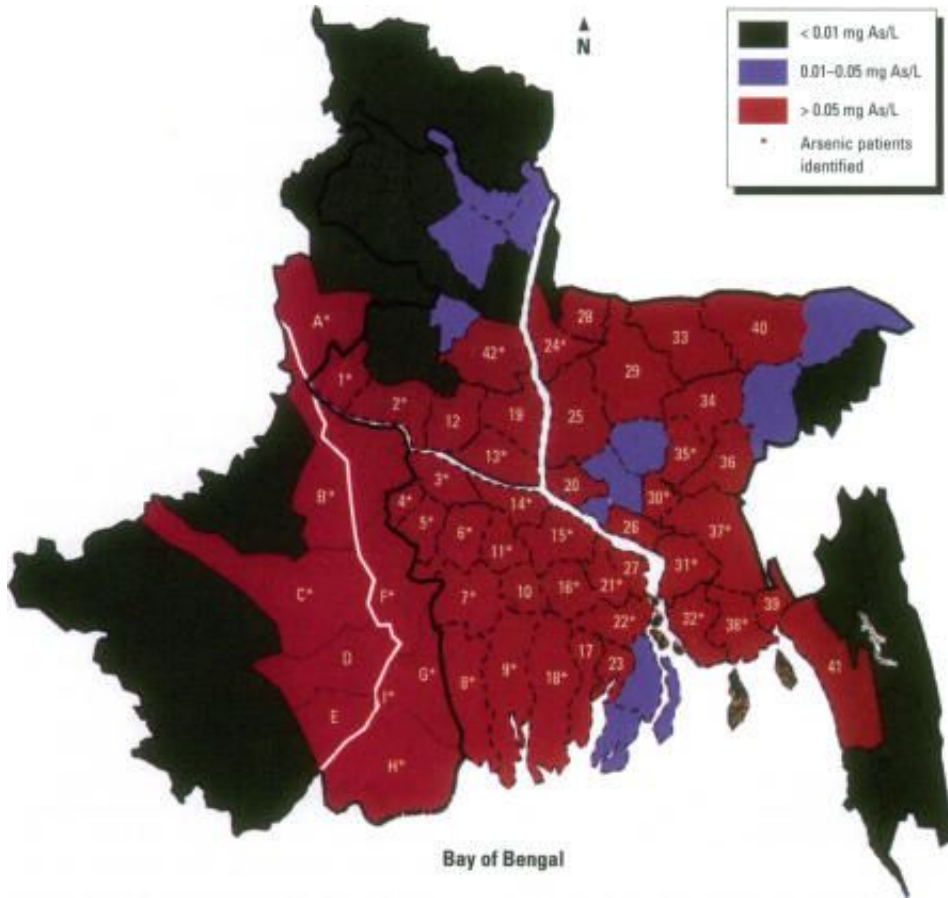 N
< 0.01 mg As/L
0.01–0.05 mg As/L
> 0.05 mg As/L
* Arsenic patients
identified
A*
28
33
40
42*
24*
29
1*
2*
12
19
25
34
13*
35*
36
B*
3*
20
4*
14*
30*
5*
6*
15*
26
37*
11*
27
31*
C*
F*
7*
10
16*
21*
39
22*
32*
38*
D
G*
8*
9*
18*
17
23
41
E
I*
H*
Bay of Bengal